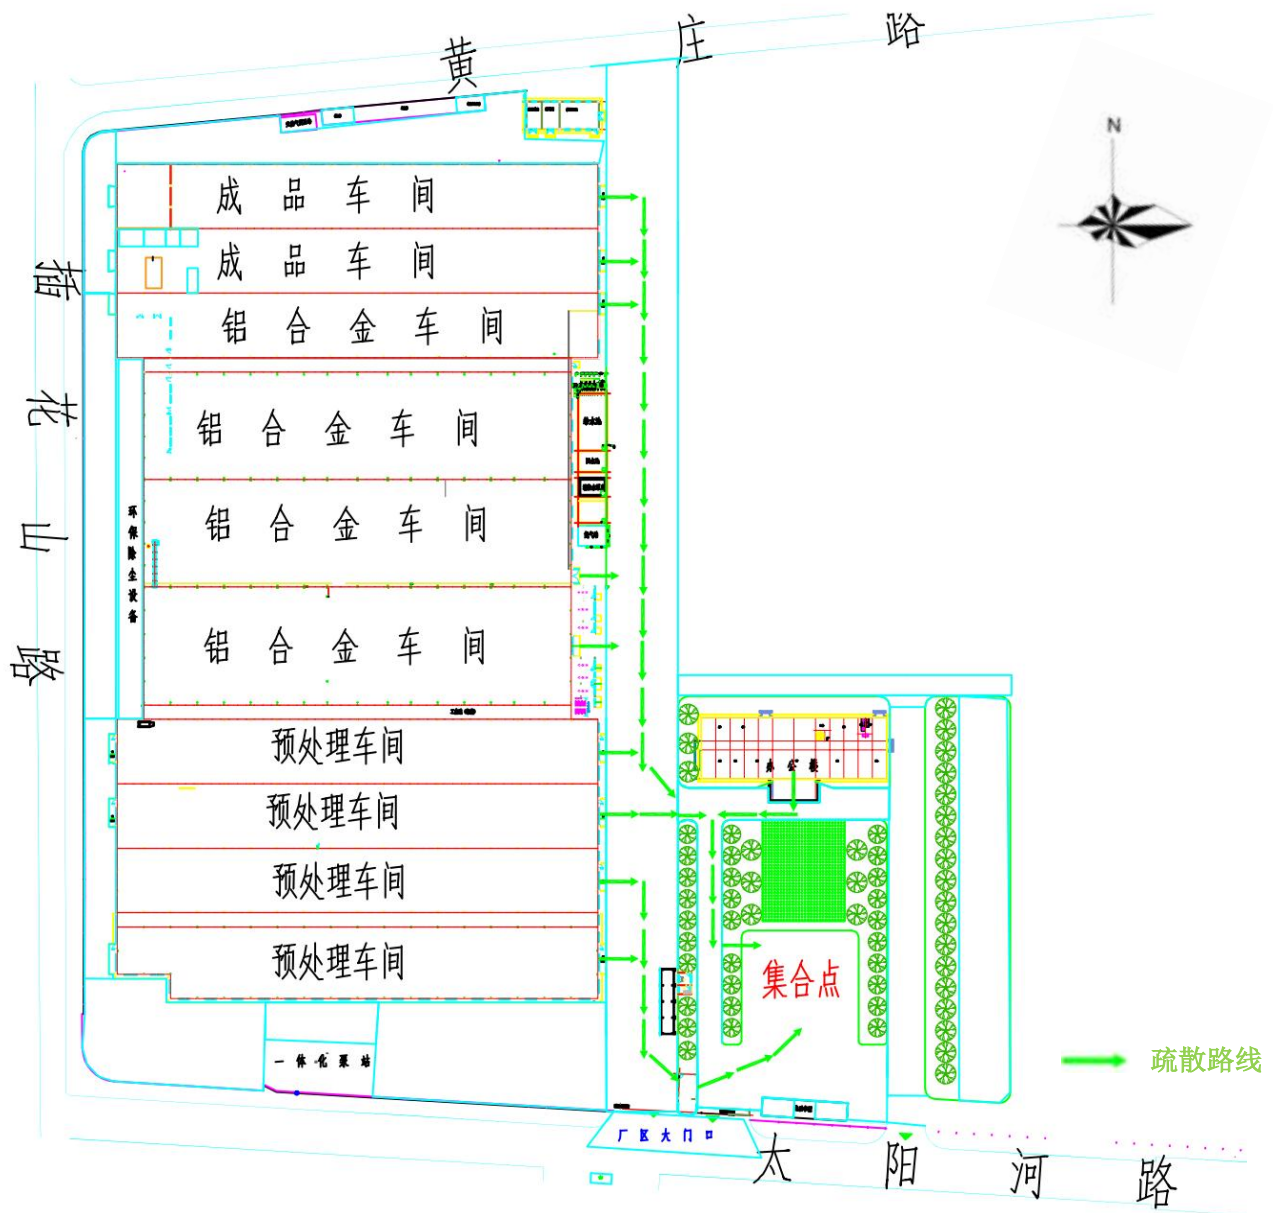 黄庄路
N
成品车间
成品车间
插花山路
铝合金车间
铝合金车间
铝合金车间
环保除尘设备
铝合金车间
预处理车间
办公楼
预处理车间
预处理车间
预处理车间
集合点
一体化泵站
疏散路线
厂区大门口
太阳河路